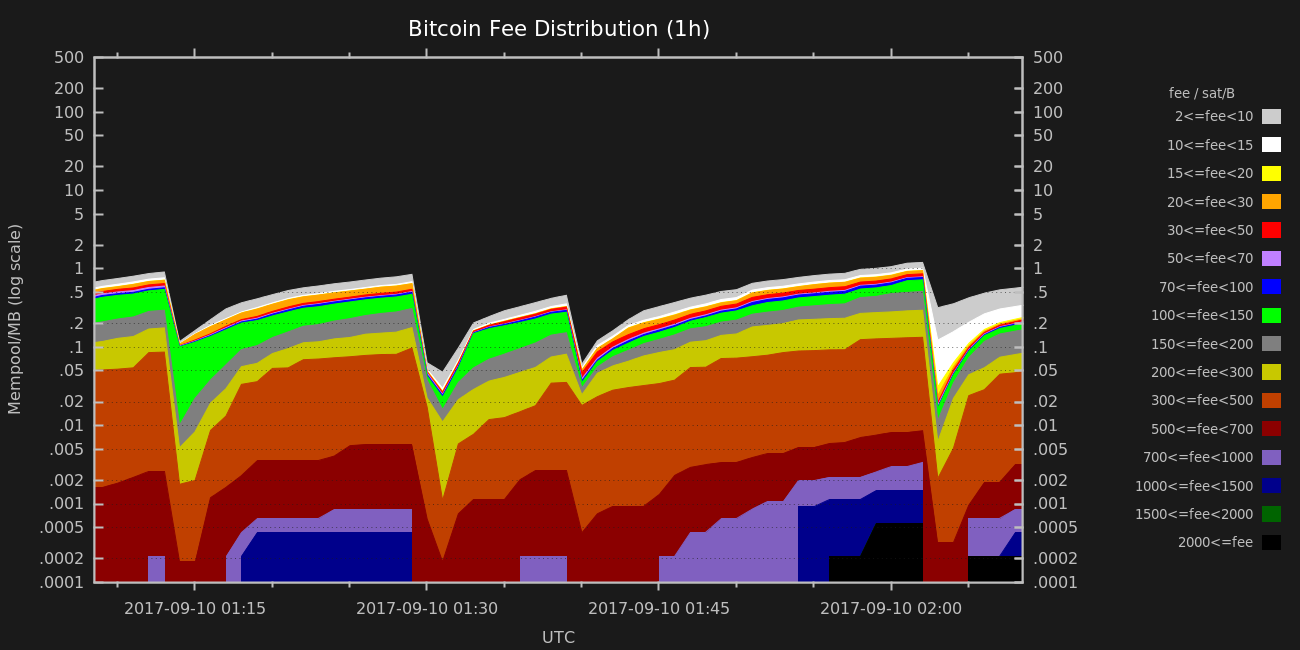 Bitcoin Fee Distribution (1h)
500 500
200 200
100 100
50 50
20 20
10 10
5 5
2 2
1 1
.5 .5
.2 .2
.1 .1
.05 .05
.02 .02
.01 .01
.005 .005
.002 .002
.001 .001
.0005 .0005
.0002 .0002
.0001 .0001
Mempool/MB (log scale)
2017-09-10 01:15 2017-09-10 01:30 2017-09-10 01:45 2017-09-10 02:00
UTC
fee / sat/B
2<=fee<10
10<=fee<15
15<=fee<20
20<=fee<30
30<=fee<50
50<=fee<70
70<=fee<100
100<=fee<150
150<=fee<200
200<=fee<300
300<=fee<500
500<=fee<700
700<=fee<1000
1000<=fee<1500
1500<=fee<2000
2000<=fee